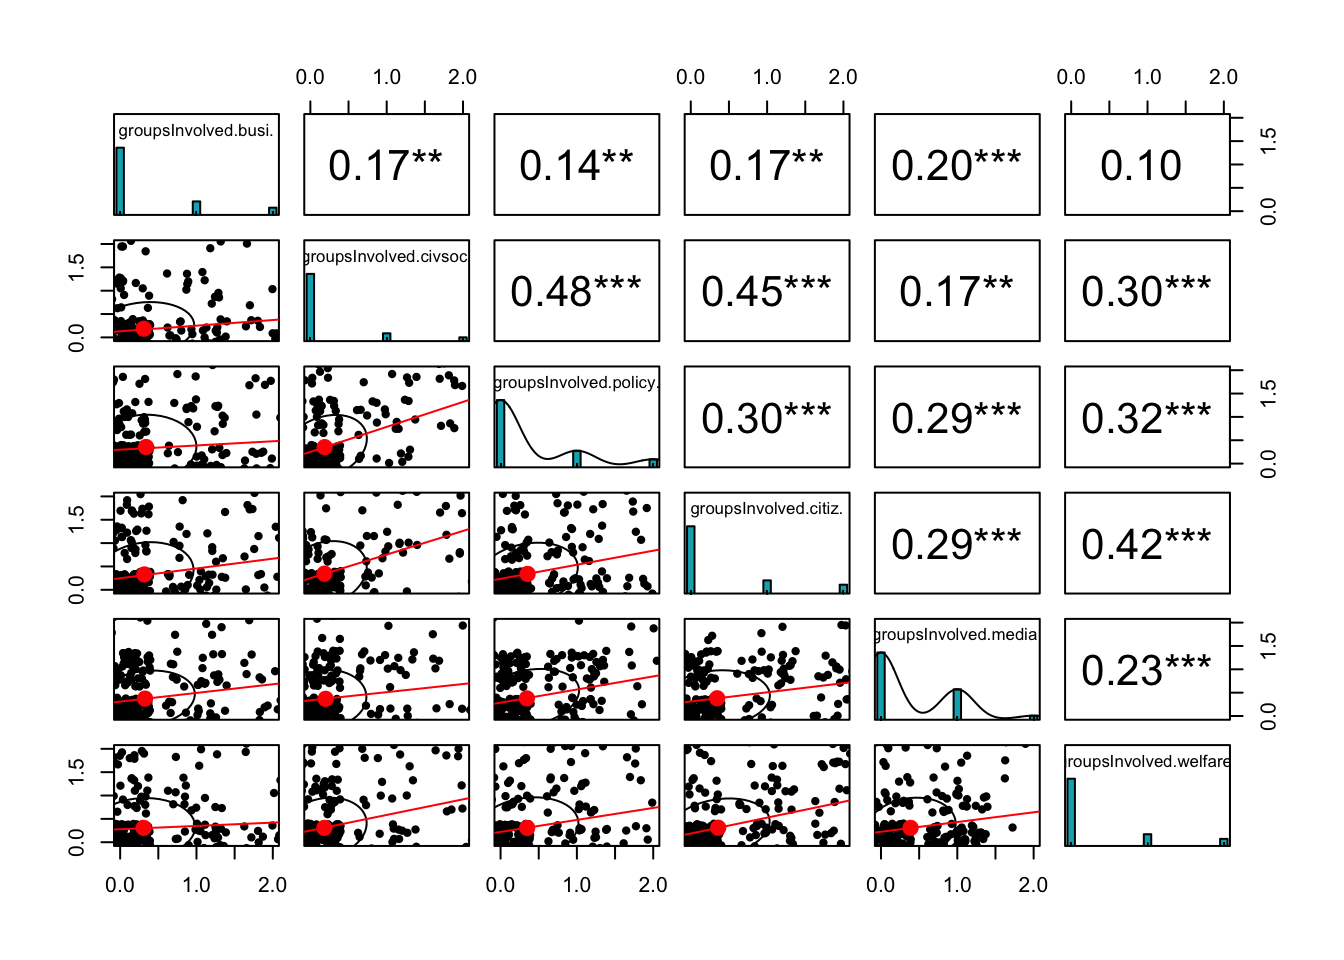 0.0 1.0 2.0 0.0 1.0 2.0 0.0 1.0 2.0
groupsInvolved.busi. 0.17** 0.14** 0.17** 0.20*** 0.10 0.0 1.5
0.0 1.5 groupsInvolved.civsoc 0.48*** 0.45*** 0.17** 0.30***
groupsInvolved.policy. 0.30*** 0.29*** 0.32*** 0.0 1.5
0.0 1.5 groupsInvolved.citiz. 0.29*** 0.42***
groupsInvolved.media 0.23*** 0.0 1.5
0.0 1.5 roupsInvolved.welfare
0.0 1.0 2.0 0.0 1.0 2.0 0.0 1.0 2.0